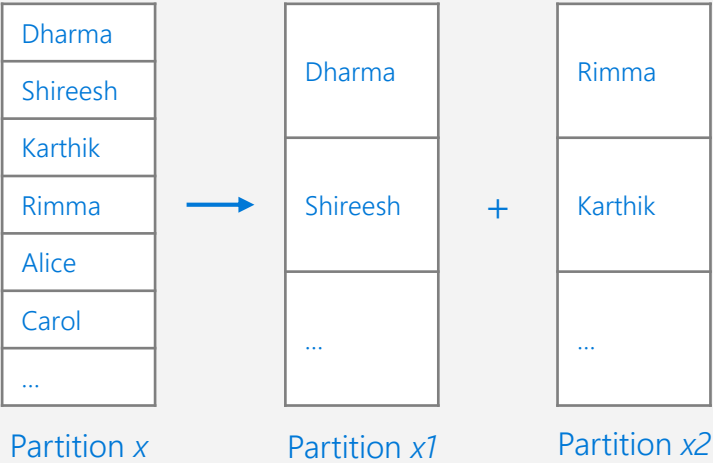 Dharma
Shireesh
Karthik
Rimma
Alice
Carol
...
Partition x
Dharma
Shireesh
...
Partition x1
+
Rimma
Karthik
...
Partition x2